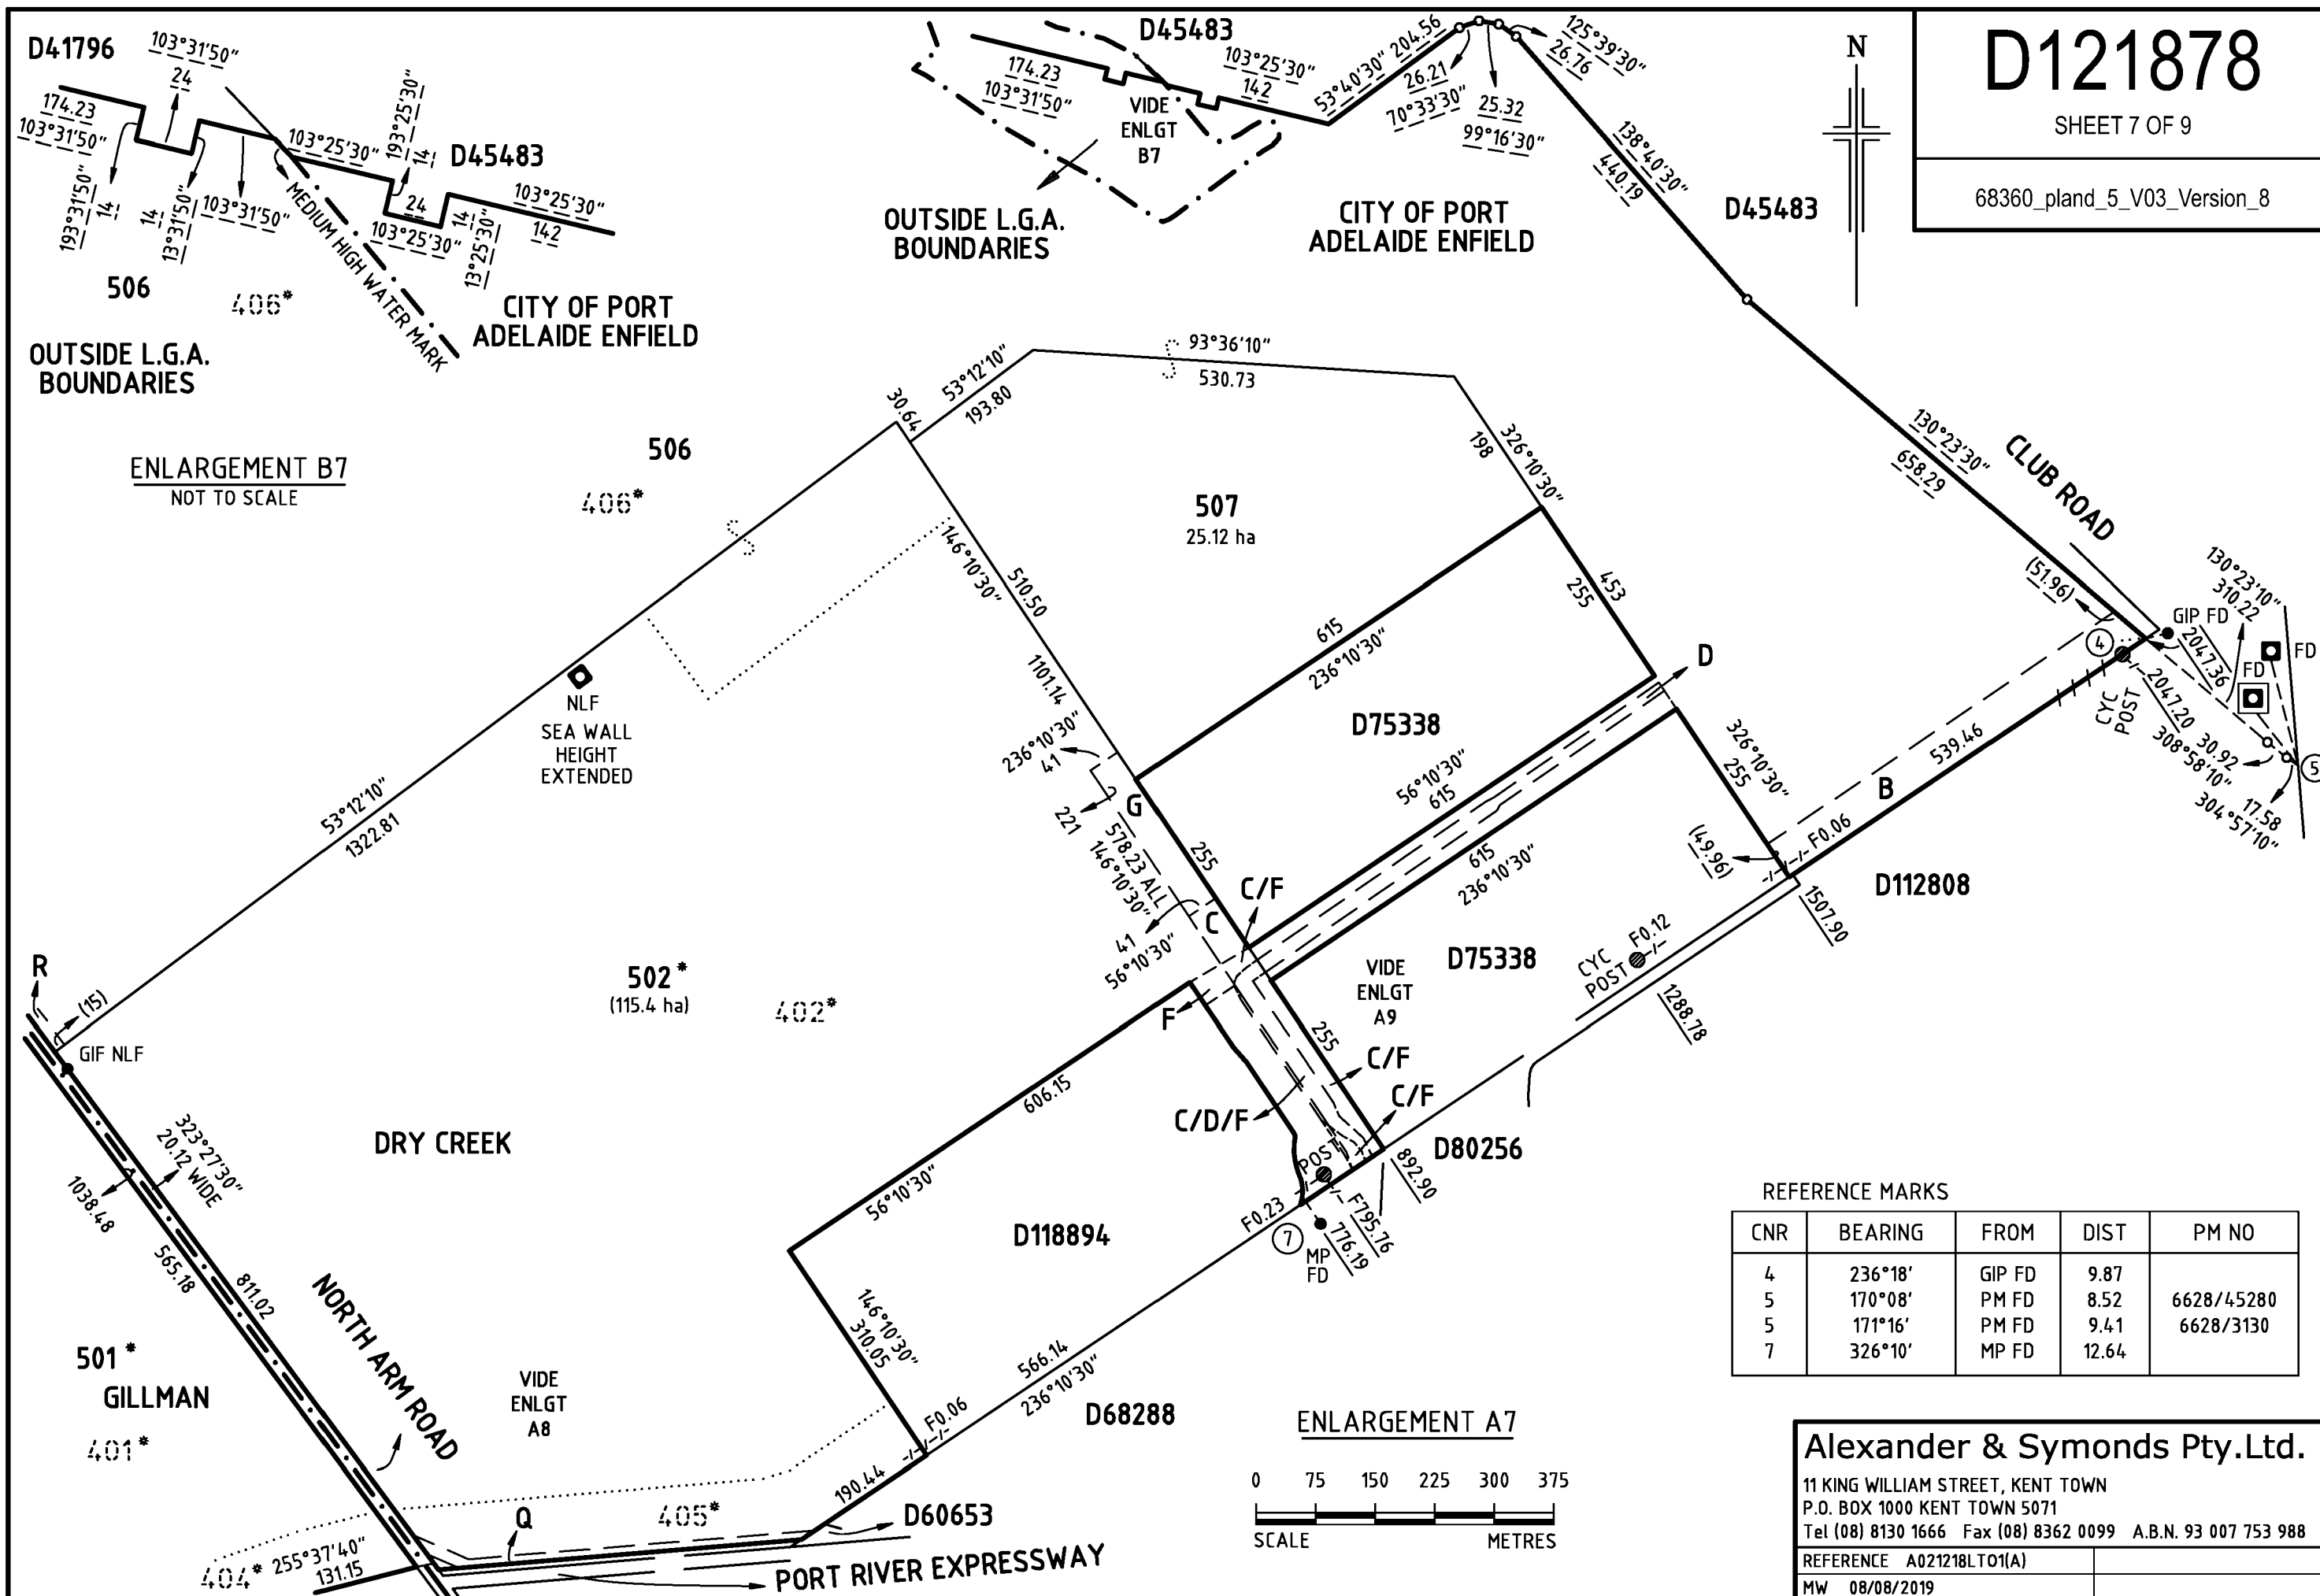 D121878
SHEET 7 OF 9
68360_pland_5_V03_Version_8
N
D41796
103°31'50"
24
174.23
103°31'50"
193°31'50"
14
14
13°31'50"
103°31'50"
103°25'30"
193°25'30"
14
D45483
24
103°25'30"
14
13°25'30"
103°25'30"
142
MEDIUM HIGH WATER MARK
506
406*
CITY OF PORT
ADELAIDE ENFIELD
OUTSIDE L.G.A.
BOUNDARIES
ENLARGEMENT B7
NOT TO SCALE
D45483
174.23
103°31'50"
103°25'30"
142
VIDE
ENLGT
B7
53°40'30" 204.56
26.21
70°33'30"
25.32
99°16'30"
125°39'30"
26.76
138°40'30"
440.19
OUTSIDE L.G.A.
BOUNDARIES
CITY OF PORT
ADELAIDE ENFIELD
D45483
130°23'30"
658.29
CLUB ROAD
(51.96)
130°23'10"
310.22
GIP FD
4
2047.36
FD
FD
CYC
POST
2047.20
30.92
308°58'10"
17.58
304°57'10"
5
539.46
B
F0.06
(49.96)
D112808
1507.90
506
406*
30.64
53°12'10"
193.80
93°36'10"
530.73
198
326°10'30"
507
25.12 ha
146°10'30"
510.50
1101.14
615
236°10'30"
453
255
D
D75338
56°10'30"
615
615
236°10'30"
326°10'30"
255
NLF
SEA WALL
HEIGHT
EXTENDED
53°12'10"
1322.81
236°10'30"
41
G
221
578.23 ALL
146°10'30"
255
C/F
C
41
56°10'30"
F
VIDE
ENLGT
A9
D75338
CYC
POST
F0.12
1288.78
255
C/F
C/F
C/D/F
POST
D80256
892.90
F795.76
776.19
F0.23
7
MP
FD
R
(15)
GIF NLF
502*
(115.4 ha)
402*
DRY CREEK
323°27'30"
20.12 WIDE
1038.48
565.18
811.02
NORTH ARM ROAD
606.15
56°10'30"
D118894
146°10'30"
310.05
566.14
236°10'30"
F0.06
D68288
501*
GILLMAN
401*
VIDE
ENLGT
A8
190.44
Q
405*
D60653
404*
255°37'40"
131.15
PORT RIVER EXPRESSWAY
ENLARGEMENT A7
0 75 150 225 300 375
SCALE METRES
REFERENCE MARKS
CNR BEARING FROM DIST PM NO
4 236°18' GIP FD 9.87
5 170°08' PM FD 8.52 6628/45280
5 171°16' PM FD 9.41 6628/3130
7 326°10' MP FD 12.64
Alexander & Symonds Pty.Ltd.
11 KING WILLIAM STREET, KENT TOWN
P.O. BOX 1000 KENT TOWN 5071
Tel (08) 8130 1666 Fax (08) 8362 0099 A.B.N. 93 007 753 988
REFERENCE A021218LTO1(A)
MW 08/08/2019